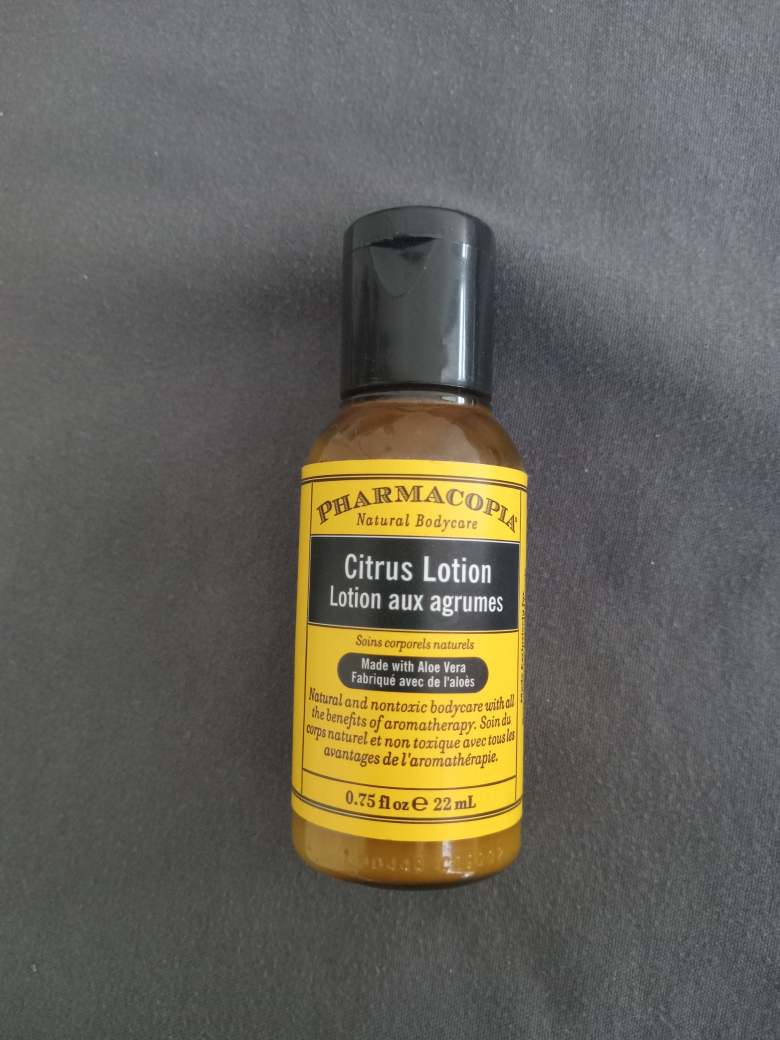 PHARMACOPIA®
Natural Bodycare
Citrus Lotion
Lotion aux agrumes
Soins corporels naturels
Made with Aloe Vera
Fabriqué avec de l'aloès
Natural and nontoxic bodycare with all
the benefits of aromatherapy. Soin du
corps naturel et non toxique avec tous les
avantages de l'aromathérapie.
0.75 fl oz ℮ 22 mL